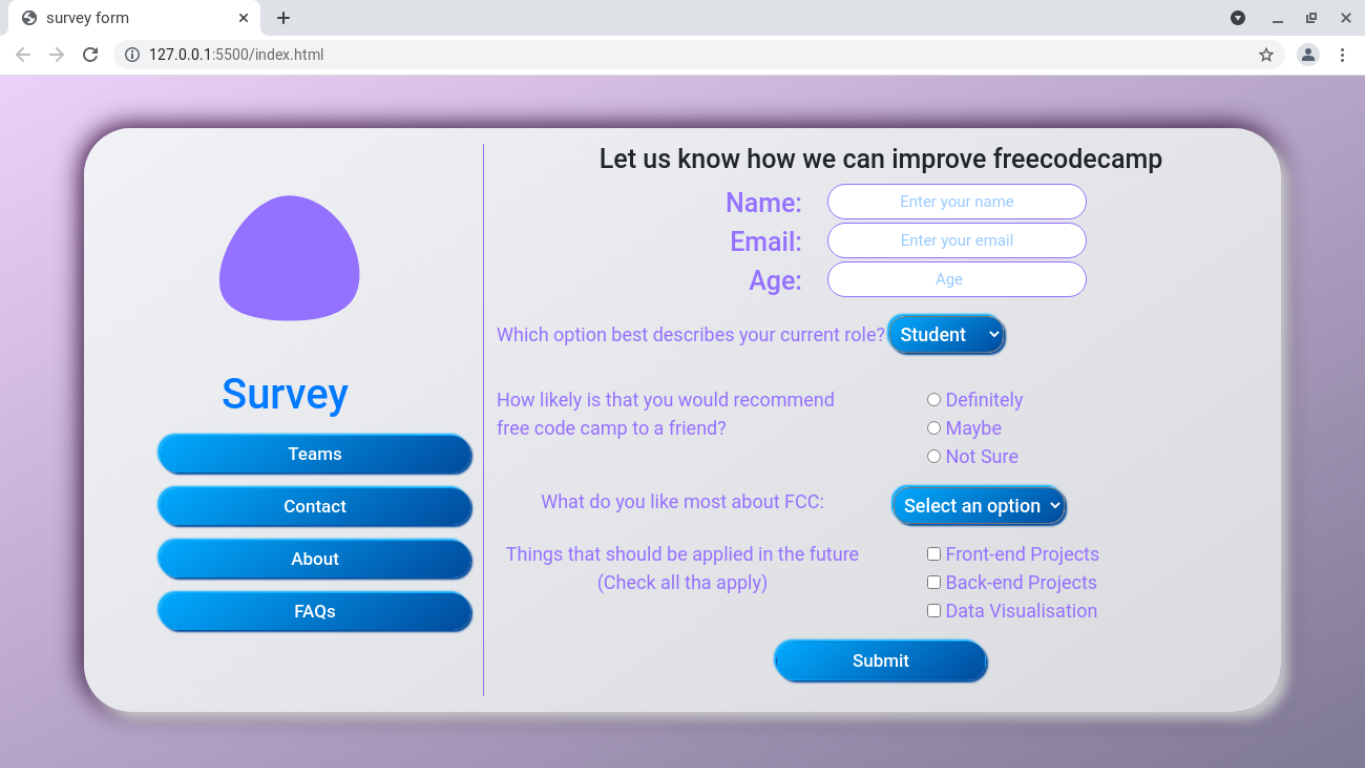 survey form
127.0.0.1:5500/index.html
Survey
Teams
Contact
About
FAQs
Let us know how we can improve freecodecamp
Name: Enter your name
Email: Enter your email
Age: Age
Which option best describes your current role? Student
How likely is that you would recommend
free code camp to a friend?
Definitely
Maybe
Not Sure
What do you like most about FCC: Select an option
Things that should be applied in the future
(Check all tha apply)
Front-end Projects
Back-end Projects
Data Visualisation
Submit